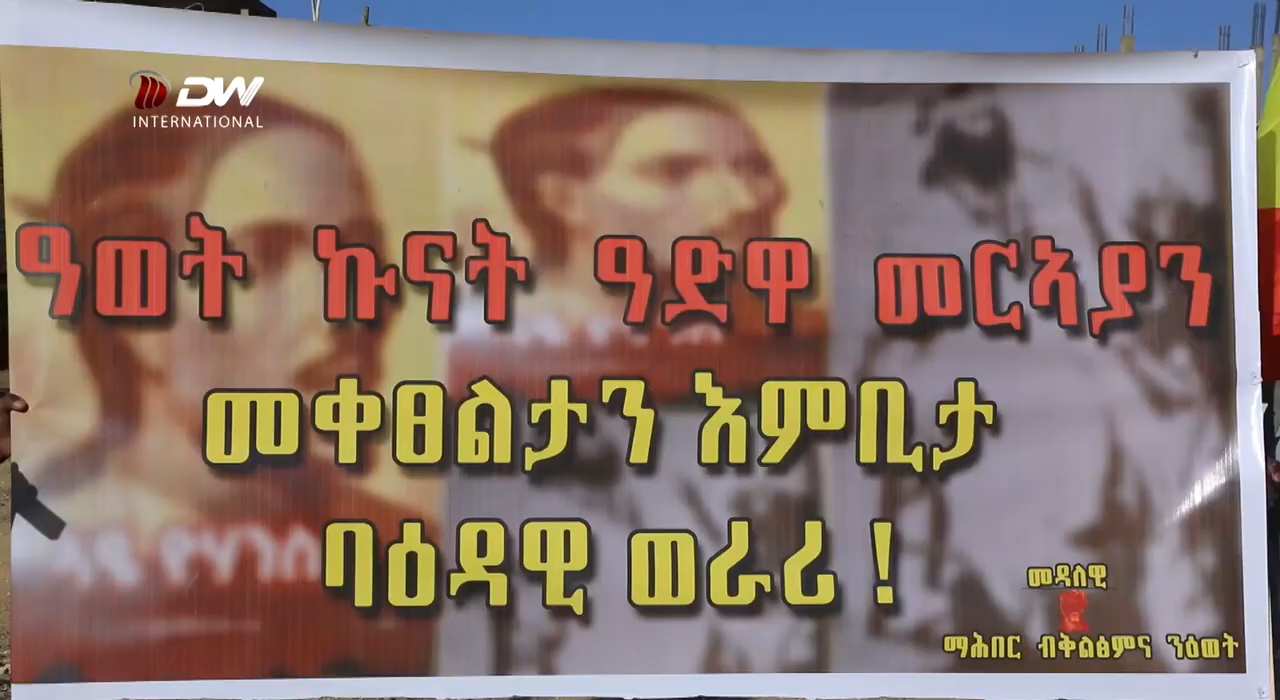 DW
INTERNATIONAL
ዓወት ኲናት ዓድዋ መርኣያን
መቀፀልታን እምቢታ
ባዕዳዊ ወራሪ !
መዳለዊ
ማሕበር ብቅልፅምና ንዕወት